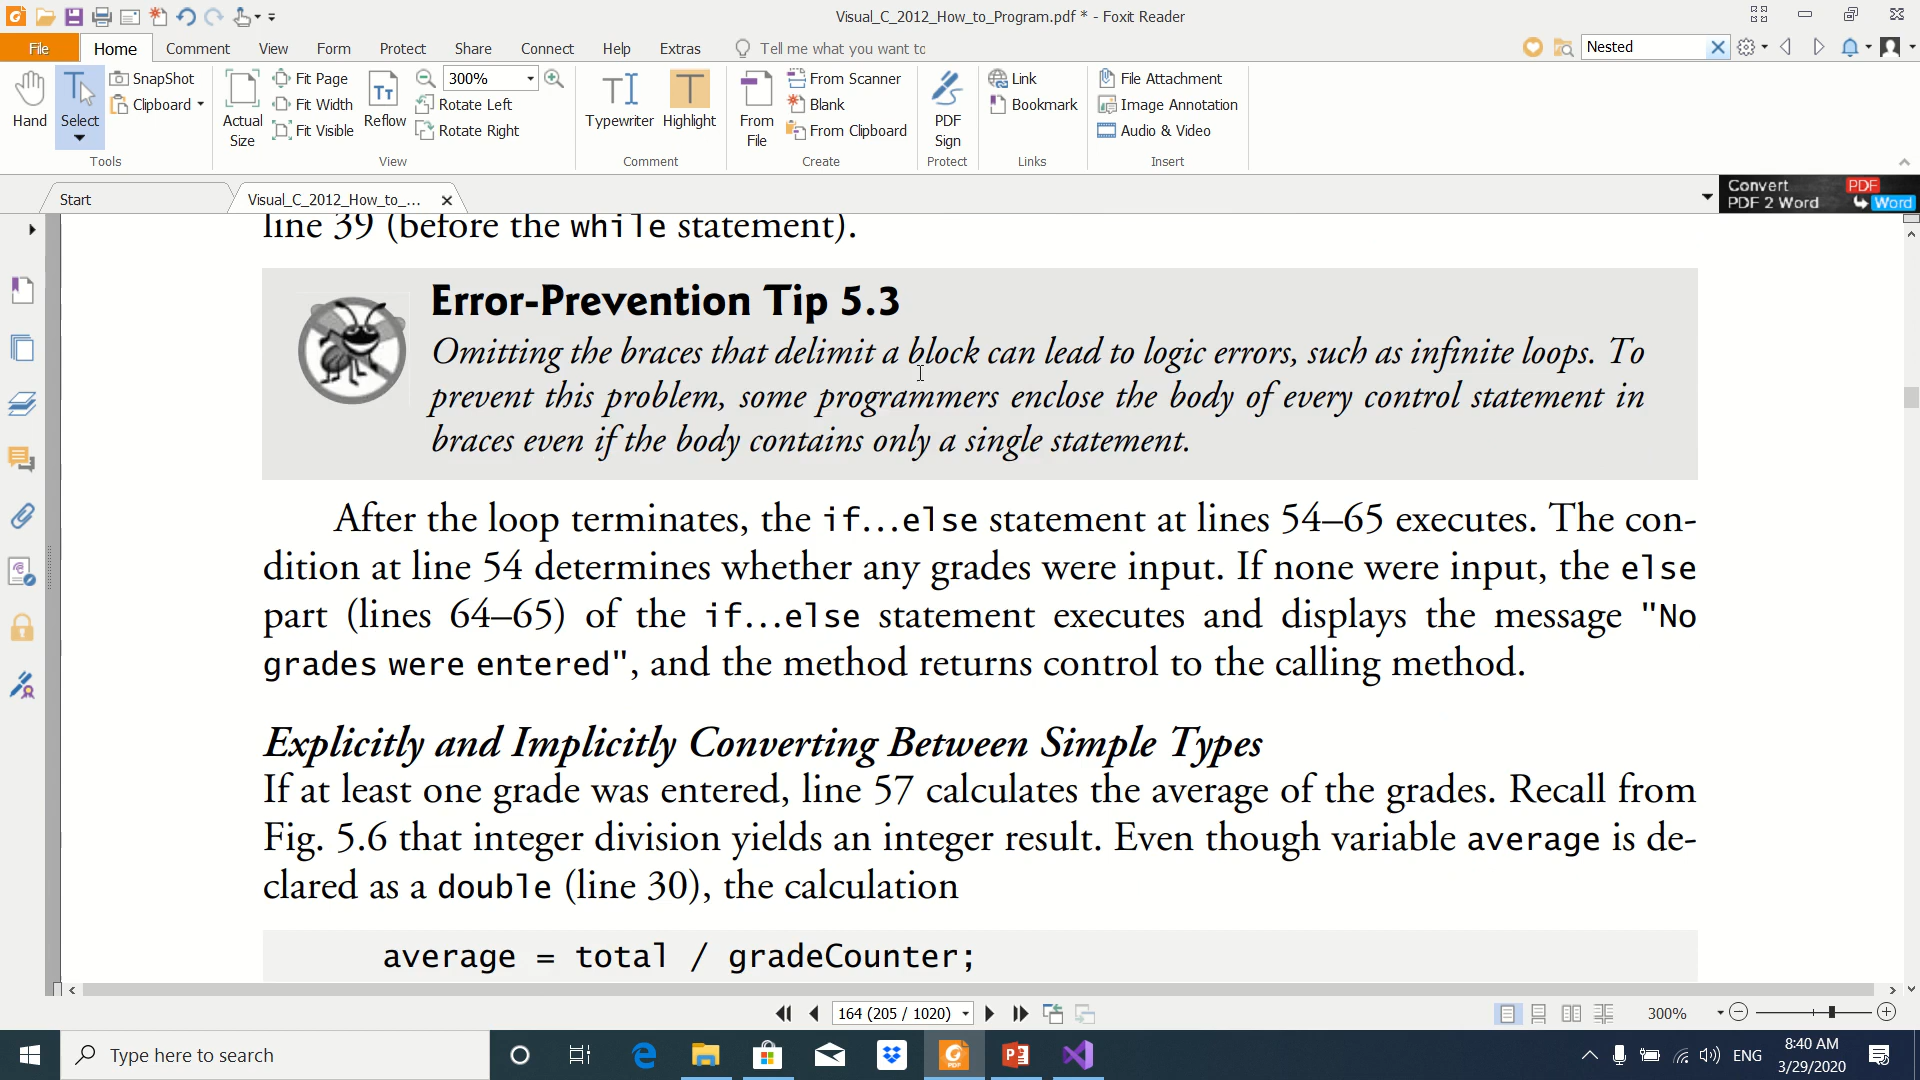 Visual_C_2012_How_to_Program.pdf * - Foxit Reader
File Home Comment View Form Protect Share Connect Help Extras Tell me what you want to Nested
Hand
Select
SnapShot
Clipboard
Tools
Actual Size
Fit Page
Fit Width
Fit Visible
Reflow
300%
Rotate Left
Rotate Right
View
Typewriter
Highlight
Comment
From File
From Scanner
Blank
From Clipboard
Create
PDF Sign
Protect
Link
Bookmark
Links
File Attachment
Image Annotation
Audio & Video
Insert
Start
Visual_C_2012_How_to_...
Convert PDF
PDF 2 Word Word
line 39 (before the while statement).
Error-Prevention Tip 5.3
Omitting the braces that delimit a block can lead to logic errors, such as infinite loops. To
prevent this problem, some programmers enclose the body of every control statement in
braces even if the body contains only a single statement.
After the loop terminates, the if…else statement at lines 54–65 executes. The con-
dition at line 54 determines whether any grades were input. If none were input, the else
part (lines 64–65) of the if…else statement executes and displays the message "No
grades were entered", and the method returns control to the calling method.
Explicitly and Implicitly Converting Between Simple Types
If at least one grade was entered, line 57 calculates the average of the grades. Recall from
Fig. 5.6 that integer division yields an integer result. Even though variable average is de-
clared as a double (line 30), the calculation
average = total / gradeCounter;
164 (205 / 1020)
300%
Type here to search
ENG
8:40 AM
3/29/2020